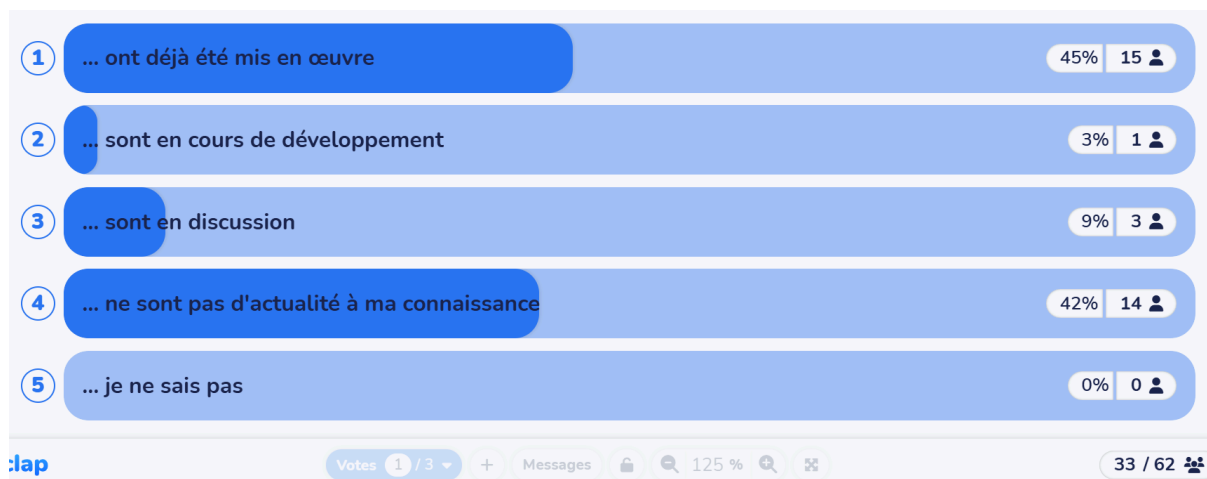 1 ... ont déjà été mis en œuvre 45% 15
2 ... sont en cours de développement 3% 1
3 ... sont en discussion 9% 3
4 ... ne sont pas d'actualité à ma connaissance 42% 14
5 ... je ne sais pas 0% 0
clap Votes 1 / 3 + Messages 125 % 33 / 62